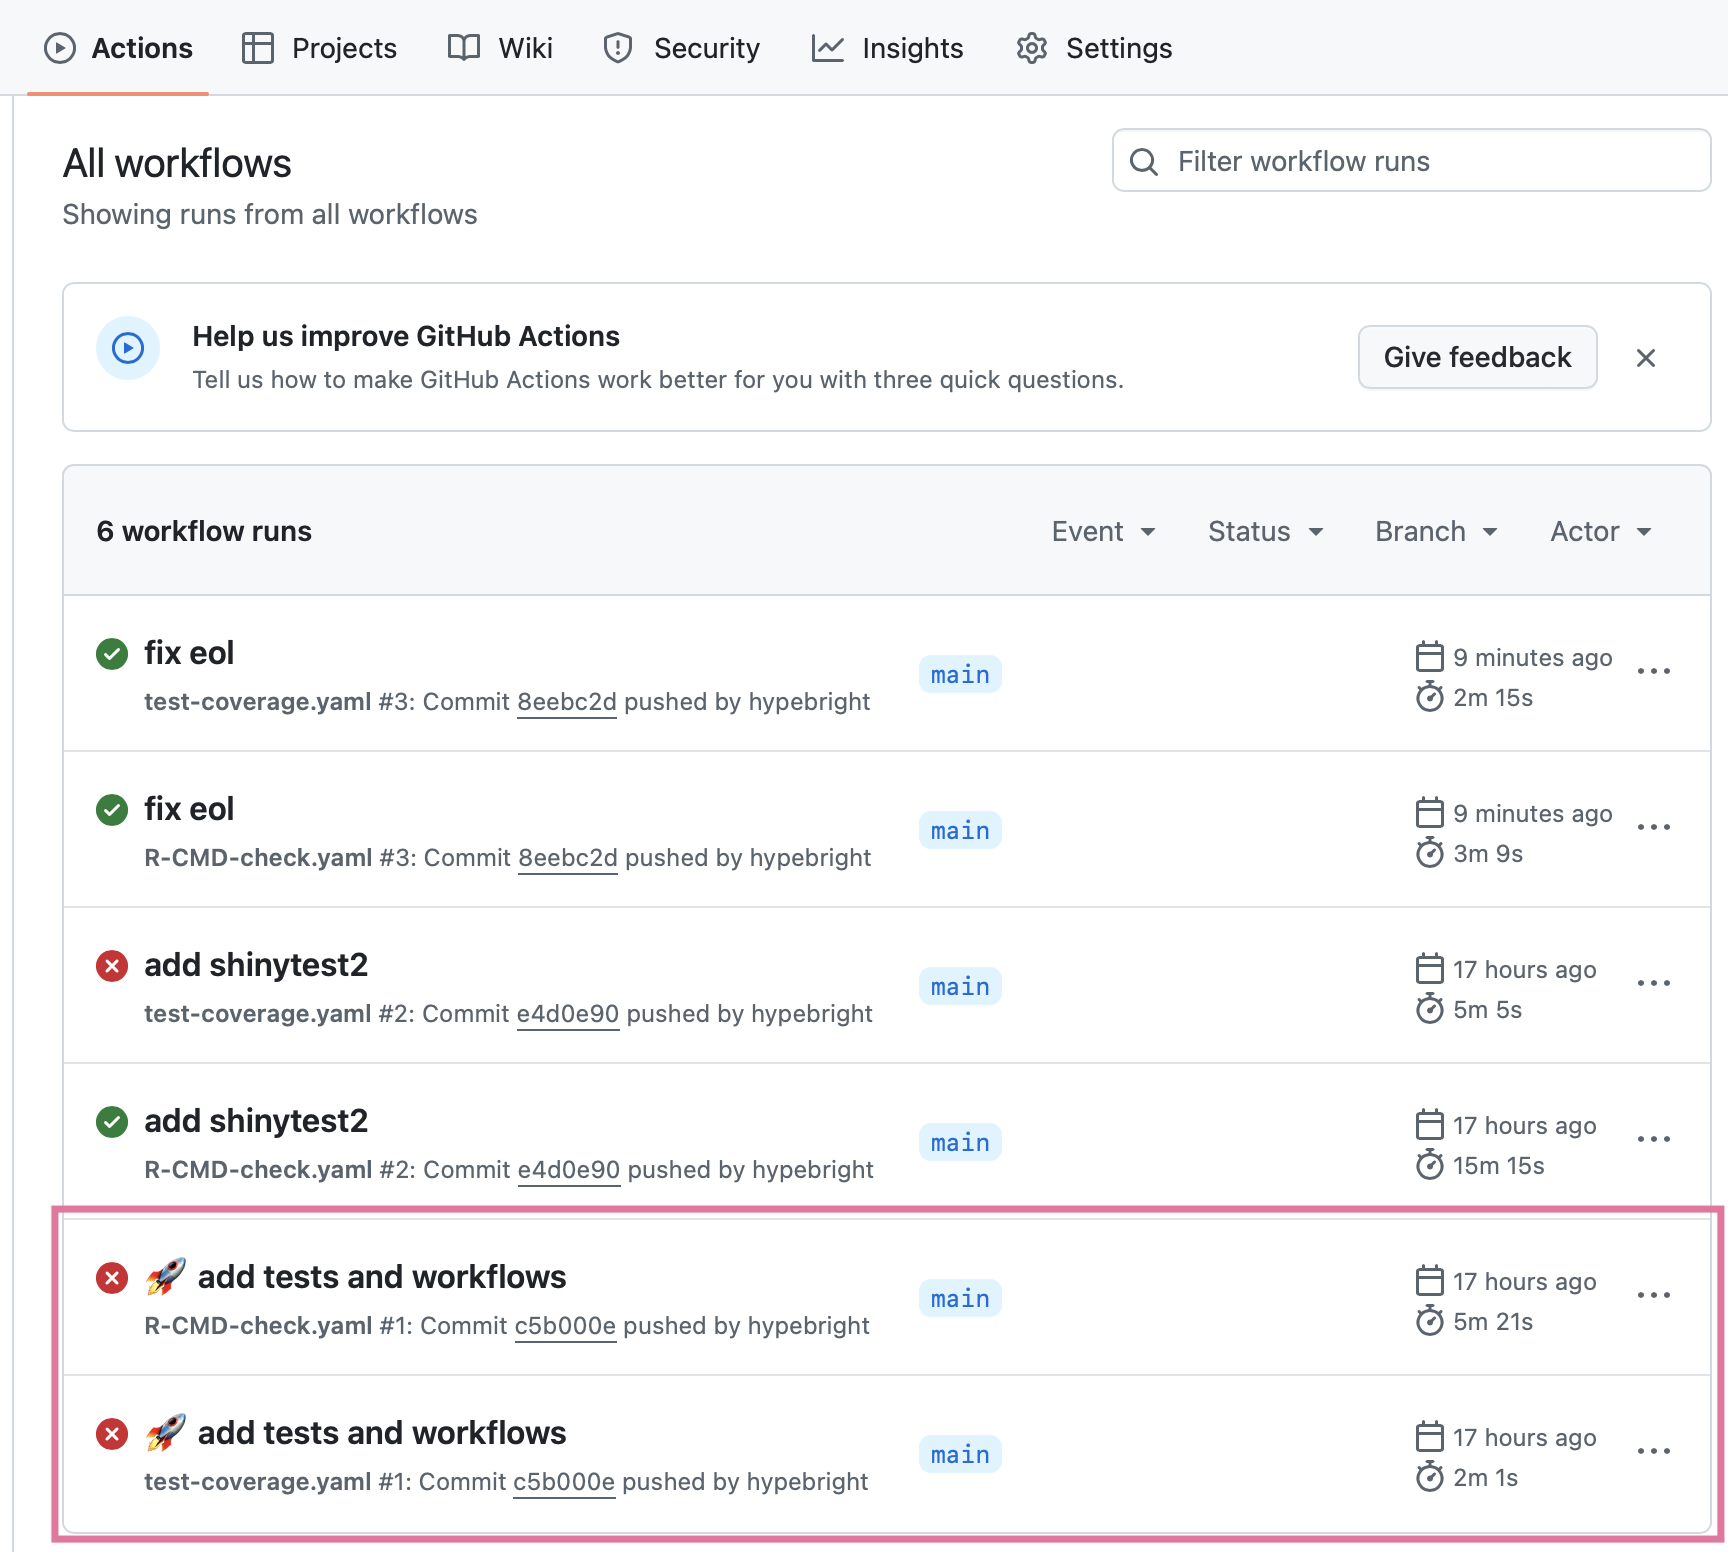 Actions Projects Wiki Security Insights Settings
All workflows
Filter workflow runs
Showing runs from all workflows
Help us improve GitHub Actions
Give feedback
Tell us how to make GitHub Actions work better for you with three quick questions.
6 workflow runs Event Status Branch Actor
fix eol
main
9 minutes ago
test-coverage.yaml #3: Commit 8eebc2d pushed by hypebright
2m 15s
fix eol
main
9 minutes ago
R-CMD-check.yaml #3: Commit 8eebc2d pushed by hypebright
3m 9s
add shinytest2
main
17 hours ago
test-coverage.yaml #2: Commit e4d0e90 pushed by hypebright
5m 5s
add shinytest2
main
17 hours ago
R-CMD-check.yaml #2: Commit e4d0e90 pushed by hypebright
15m 15s
🚀 add tests and workflows
main
17 hours ago
R-CMD-check.yaml #1: Commit c5b000e pushed by hypebright
5m 21s
🚀 add tests and workflows
main
17 hours ago
test-coverage.yaml #1: Commit c5b000e pushed by hypebright
2m 1s